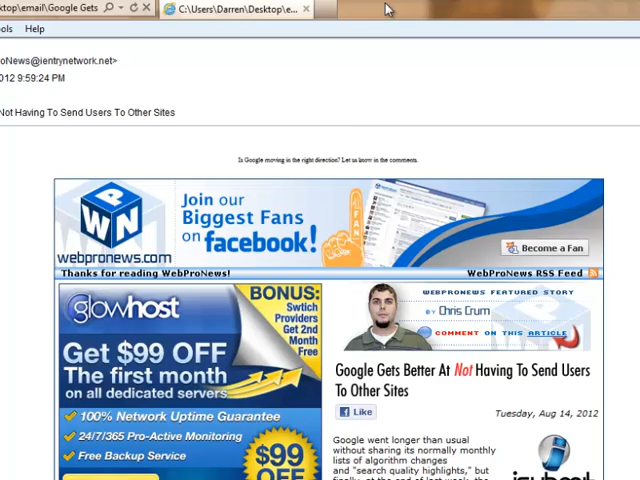 ktop\email\Google Gets
C:\Users\Darren\Desktop\e...
ols Help
oNews@ientrynetwork.net>
2012 9:59:24 PM
Not Having To Send Users To Other Sites
Is Google moving in the right direction? Let us know in the comments.
WPN
webpronews.com
Join our
Biggest Fans
on facebook!
FAN
Become a Fan
Thanks for reading WebProNews!
WebProNews RSS Feed
glowhost
BONUS:
Swtich
Providers
Get 2nd
Month
Free
Get $99 OFF
The first month
on all dedicated servers
100% Network Uptime Guarantee
24/7/365 Pro-Active Monitoring
Free Backup Service
$99
OFF
WEBPRONEWS FEATURED STORY
BY Chris Crum
COMMENT ON THIS ARTICLE
Google Gets Better At Not Having To Send Users
To Other Sites
Like
Tuesday, Aug 14, 2012
Google went longer than usual
without sharing its normally monthly
lists of algorithm changes
and "search quality highlights," but